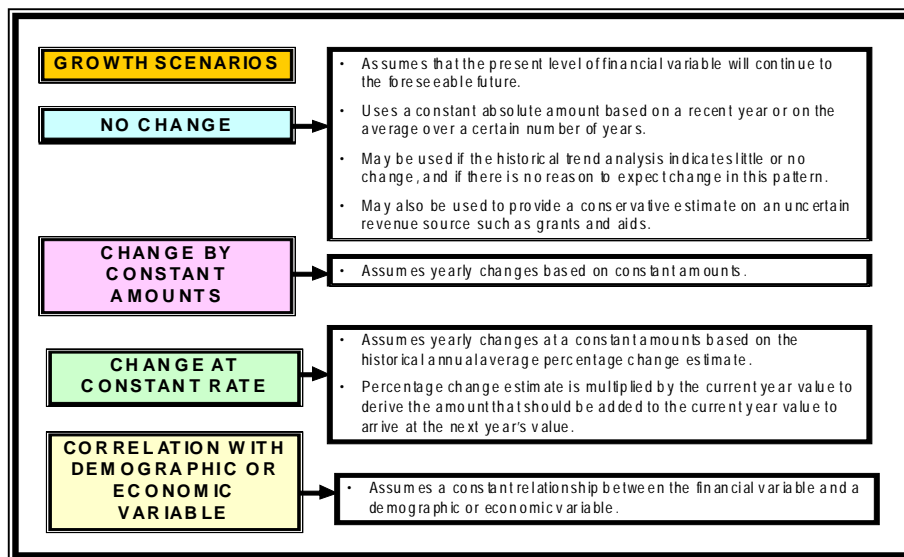 GROWTH SCENARIOS
NO CHANGE
• Assumes that the present level of financial variable will continue to
the foreseeable future.
• Uses a constant absolute amount based on a recent year or on the
average over a certain number of years.
• May be used if the historical trend analysis indicates little or no
change, and if there is no reason to expect change in this pattern.
• May also be used to provide a conservative estimate on an uncertain
revenue source such as grants and aids.
CHANGE BY
CONSTANT
AMOUNTS
• Assumes yearly changes based on constant amounts.
CHANGE AT
CONSTANT RATE
• Assumes yearly changes at a constant amounts based on the
historical annual average percentage change estimate.
• Percentage change estimate is multiplied by the current year value to
derive the amount that should be added to the current year value to
arrive at the next year's value.
CORRELATION WITH
DEMOGRAPHIC OR
ECONOMIC
VARIABLE
• Assumes a constant relationship between the financial variable and a
demographic or economic variable.